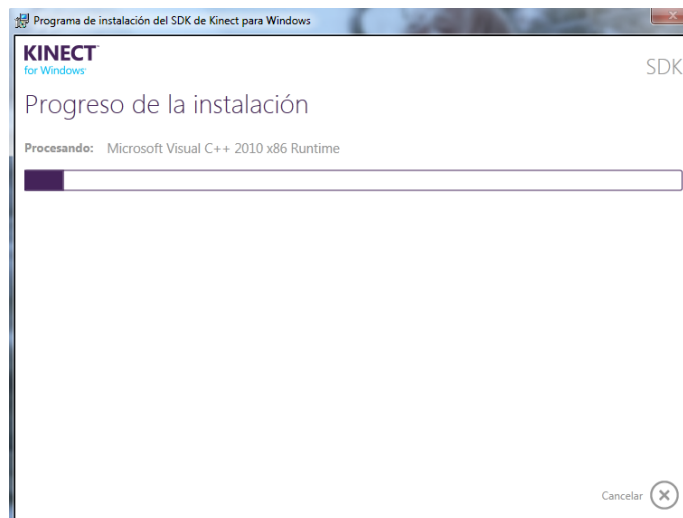 Programa de instalación del SDK de Kinect para Windows
KINECT
for Windows
SDK
Progreso de la instalación
Procesando: Microsoft Visual C++ 2010 x86 Runtime
Cancelar